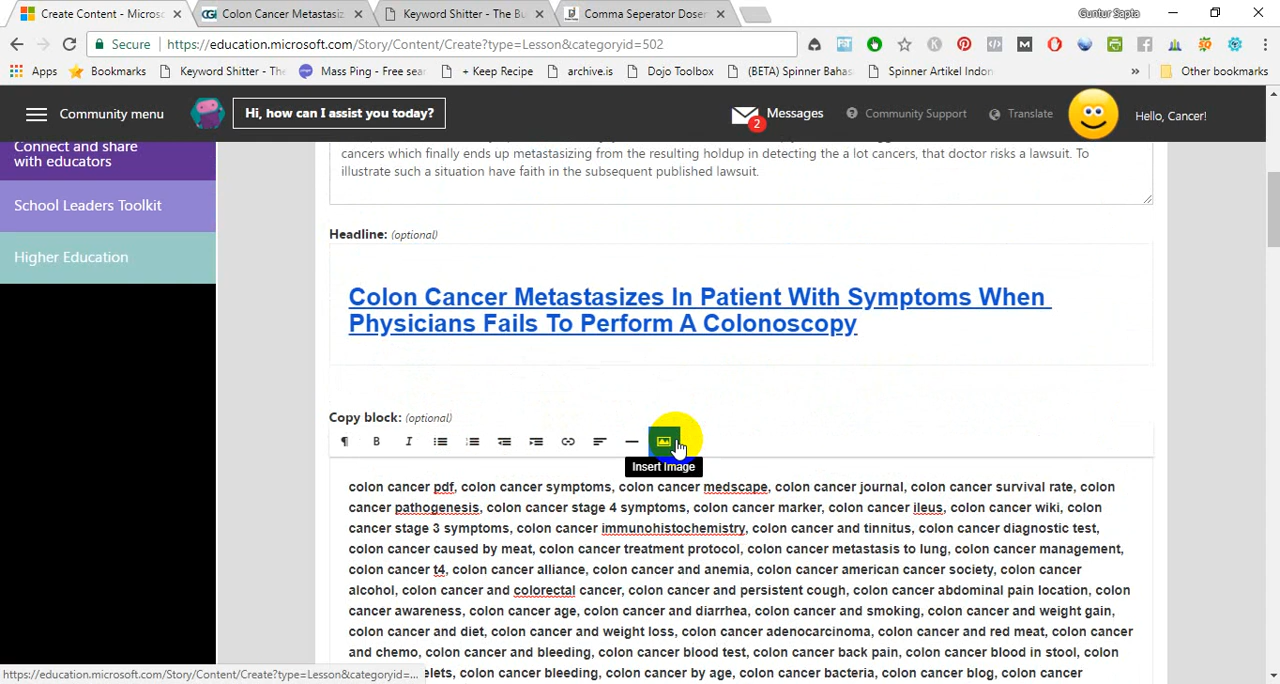 Create Content - Micros
Colon Cancer Metastasiz
Keyword Shitter - The Bu
Comma Seperator Doser
Guntur Sapta
Secure
https://education.microsoft.com/Story/Content/Create?type=Lesson&categoryid=502
Apps
Bookmarks
Keyword Shitter - The
Mass Ping - Free sear
+ Keep Recipe
archive.is
Dojo Toolbox
(BETA) Spinner Bahas
Spinner Artikel Indon
»
Other bookmarks
Community menu
Hi, how can I assist you today?
2
Messages
Community Support
Translate
Hello, Cancer!
Connect and share
with educators
School Leaders Toolkit
Higher Education
cancers which finally ends up metastasizing from the resulting holdup in detecting the a lot cancers, that doctor risks a lawsuit. To
illustrate such a situation have faith in the subsequent published lawsuit.
Headline: (optional)
Colon Cancer Metastasizes In Patient With Symptoms When
Physicians Fails To Perform A Colonoscopy
Copy block: (optional)
¶ B I
Insert Image
colon cancer pdf, colon cancer symptoms, colon cancer medscape, colon cancer journal, colon cancer survival rate, colon
cancer pathogenesis, colon cancer stage 4 symptoms, colon cancer marker, colon cancer ileus, colon cancer wiki, colon
cancer stage 3 symptoms, colon cancer immunohistochemistry, colon cancer and tinnitus, colon cancer diagnostic test,
colon cancer caused by meat, colon cancer treatment protocol, colon cancer metastasis to lung, colon cancer management,
colon cancer t4, colon cancer alliance, colon cancer and anemia, colon cancer american cancer society, colon cancer
alcohol, colon cancer and colorectal cancer, colon cancer and persistent cough, colon cancer abdominal pain location, colon
cancer awareness, colon cancer age, colon cancer and diarrhea, colon cancer and smoking, colon cancer and weight gain,
colon cancer and diet, colon cancer and weight loss, colon cancer adenocarcinoma, colon cancer and red meat, colon cancer
and chemo, colon cancer and bleeding, colon cancer blood test, colon cancer back pain, colon cancer blood in stool, colon
elets, colon cancer bleeding, colon cancer by age, colon cancer bacteria, colon cancer blog, colon cancer
https://education.microsoft.com/Story/Content/Create?type=Lesson&categoryid=...